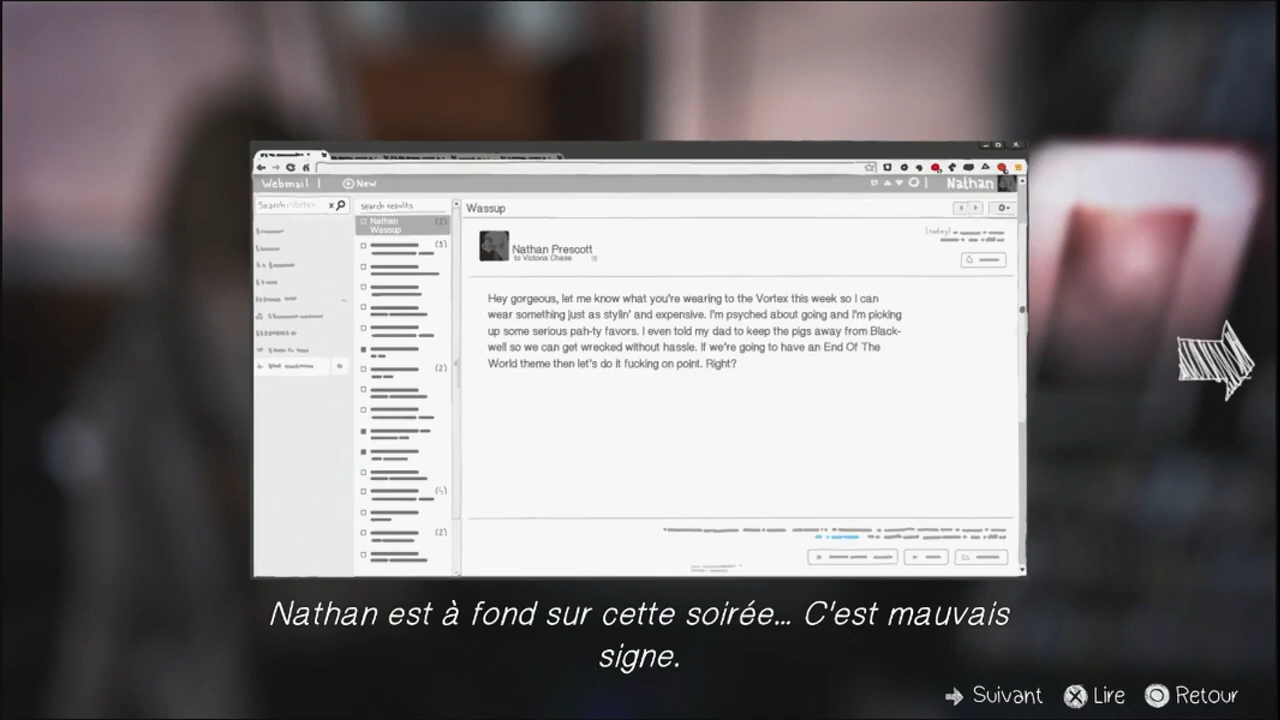 Webmail | New
Nathan
Search: Vortex x
search results
Wassup
Nathan (2)
Wassup
(3)
[today]
Nathan Prescott
to Victoria Chase
Hey gorgeous, let me know what you're wearing to the Vortex this week so I can
wear something just as stylin' and expensive. I'm psyched about going and I'm picking
up some serious pah-ty favors. I even told my dad to keep the pigs away from Black-
well so we can get wrecked without hassle. If we're going to have an End Of The
World theme then let's do it fucking on point. Right?
(2)
(4)
(2)
Nathan est à fond sur cette soirée... C'est mauvais
signe.
Suivant Lire Retour